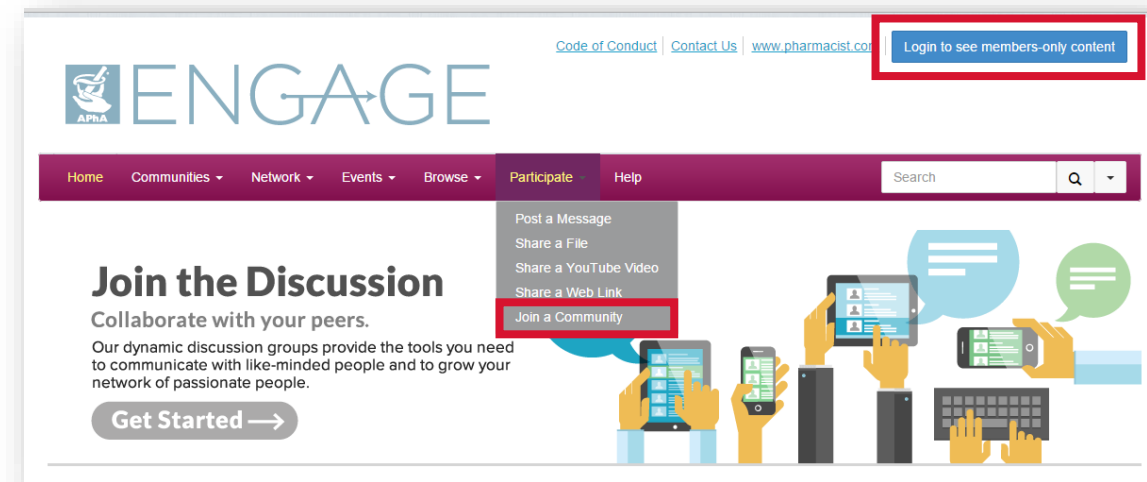 Code of Conduct Contact Us www.pharmacist.com Login to see members-only content
APhA ENGAGE
Home Communities Network Events Browse Participate Help Search
Post a Message
Share a File
Share a YouTube Video
Share a Web Link
Join a Community
Join the Discussion
Collaborate with your peers.
Our dynamic discussion groups provide the tools you need
to communicate with like-minded people and to grow your
network of passionate people.
Get Started